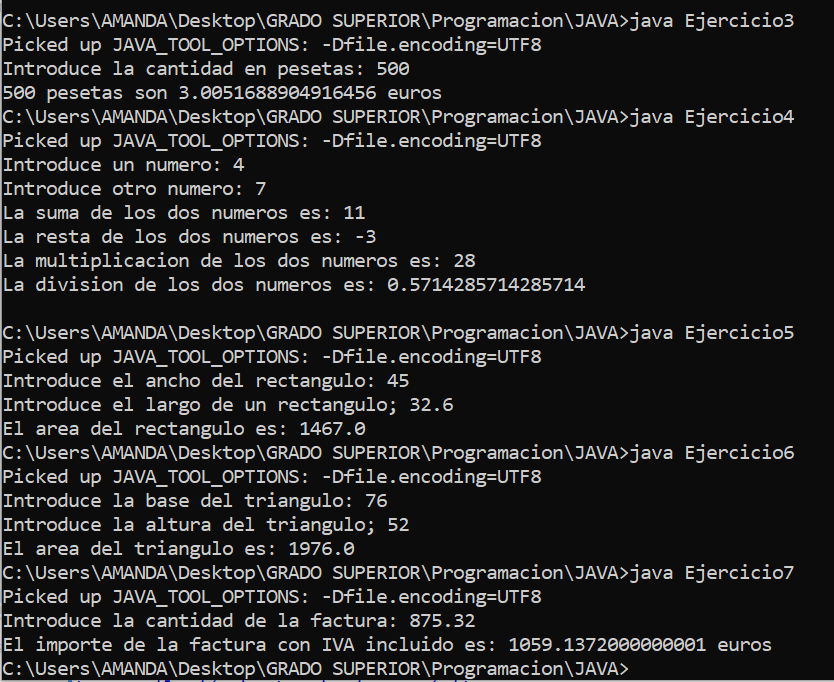 C:\Users\AMANDA\Desktop\GRADO SUPERIOR\Programacion\JAVA>java Ejercicio3
Picked up JAVA_TOOL_OPTIONS: -Dfile.encoding=UTF8
Introduce la cantidad en pesetas: 500
500 pesetas son 3.0051688904916456 euros
C:\Users\AMANDA\Desktop\GRADO SUPERIOR\Programacion\JAVA>java Ejercicio4
Picked up JAVA_TOOL_OPTIONS: -Dfile.encoding=UTF8
Introduce un numero: 4
Introduce otro numero: 7
La suma de los dos numeros es: 11
La resta de los dos numeros es: -3
La multiplicacion de los dos numeros es: 28
La division de los dos numeros es: 0.5714285714285714
C:\Users\AMANDA\Desktop\GRADO SUPERIOR\Programacion\JAVA>java Ejercicio5
Picked up JAVA_TOOL_OPTIONS: -Dfile.encoding=UTF8
Introduce el ancho del rectangulo: 45
Introduce el largo de un rectangulo; 32.6
El area del rectangulo es: 1467.0
C:\Users\AMANDA\Desktop\GRADO SUPERIOR\Programacion\JAVA>java Ejercicio6
Picked up JAVA_TOOL_OPTIONS: -Dfile.encoding=UTF8
Introduce la base del triangulo: 76
Introduce la altura del triangulo; 52
El area del triangulo es: 1976.0
C:\Users\AMANDA\Desktop\GRADO SUPERIOR\Programacion\JAVA>java Ejercicio7
Picked up JAVA_TOOL_OPTIONS: -Dfile.encoding=UTF8
Introduce la cantidad de la factura: 875.32
El importe de la factura con IVA incluido es: 1059.1372000000001 euros
C:\Users\AMANDA\Desktop\GRADO SUPERIOR\Programacion\JAVA>